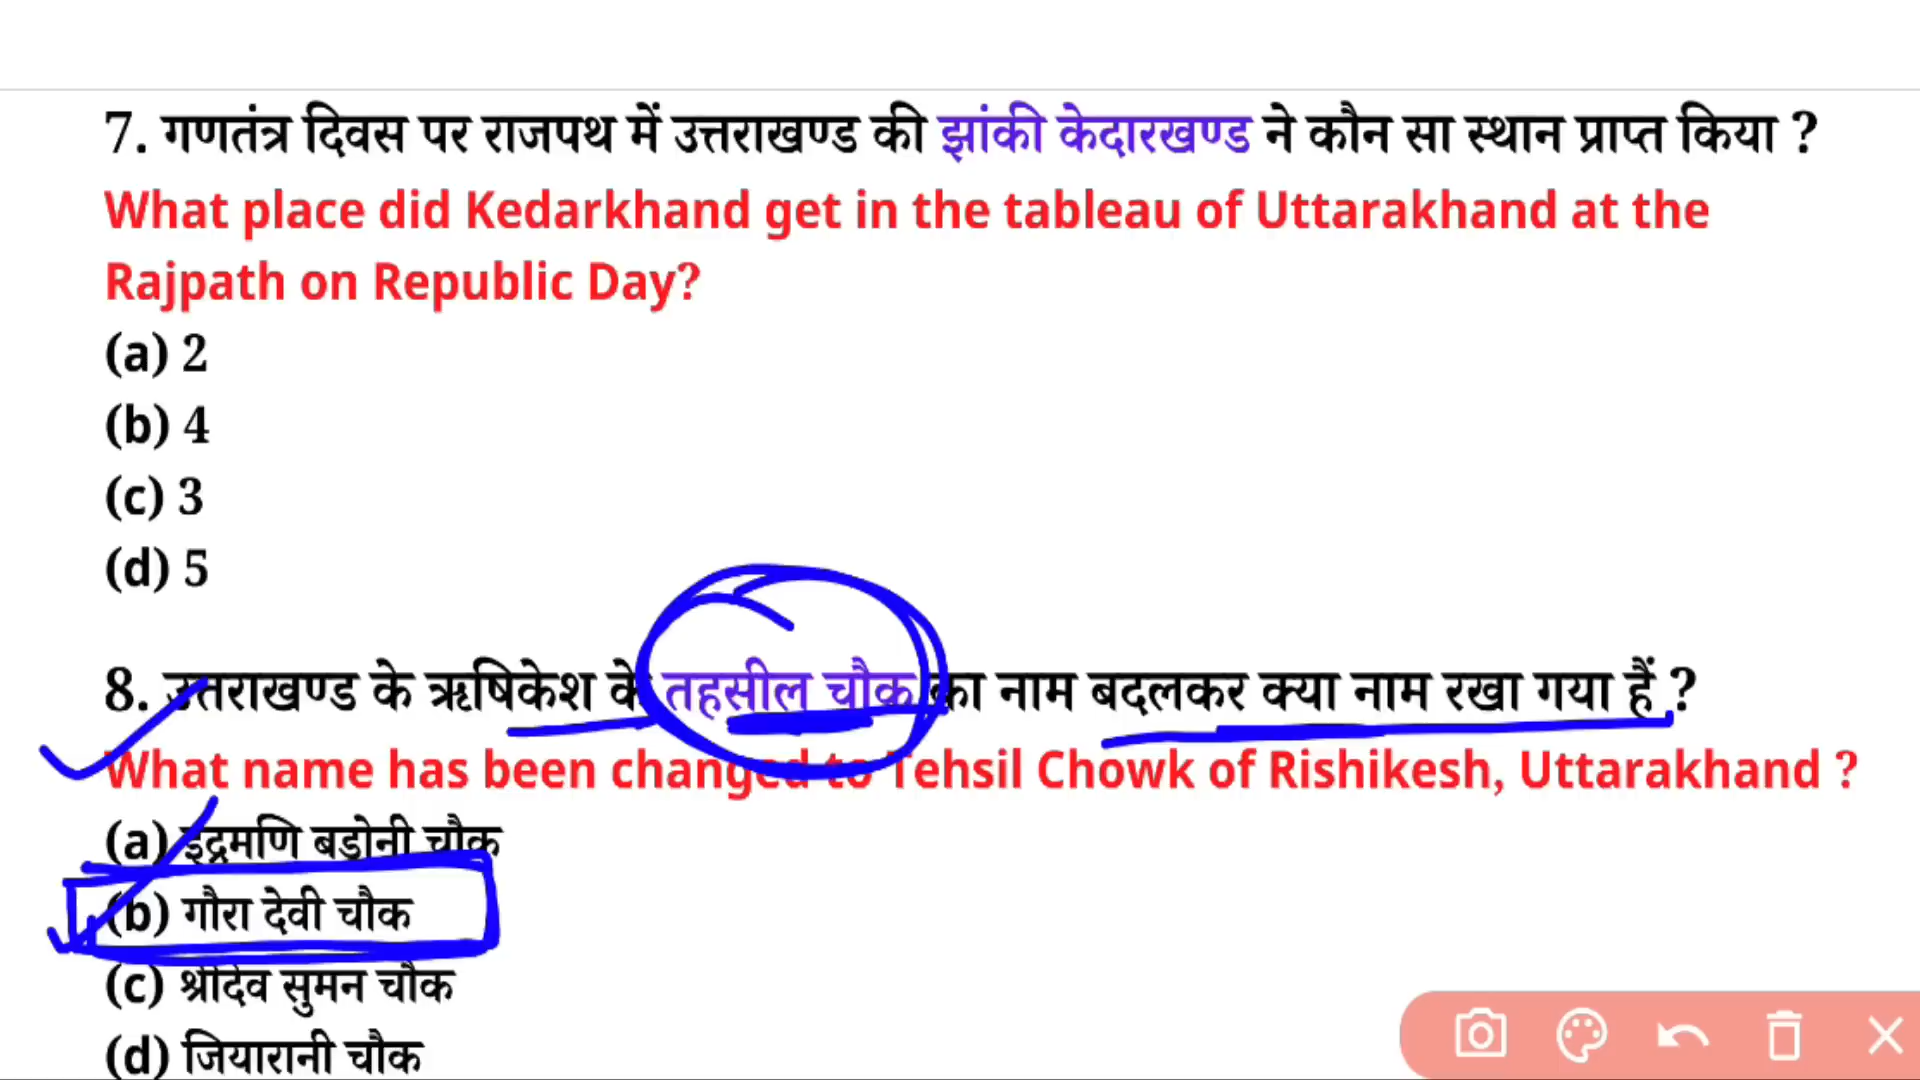 7. गणतंत्र दिवस पर राजपथ में उत्तराखण्ड की झांकी केदारखण्ड ने कौन सा स्थान प्राप्त किया ?
What place did Kedarkhand get in the tableau of Uttarakhand at the
Rajpath on Republic Day?
(a) 2
(b) 4
(c) 3
(d) 5
8. उत्तराखण्ड के ऋषिकेश के तहसील चौक का नाम बदलकर क्या नाम रखा गया हैं ?
What name has been changed to Tehsil Chowk of Rishikesh, Uttarakhand ?
(a) इंद्रमणि बडोनी चौक
(b) गौरा देवी चौक
(c) श्रीदेव सुमन चौक
(d) जियारानी चौक